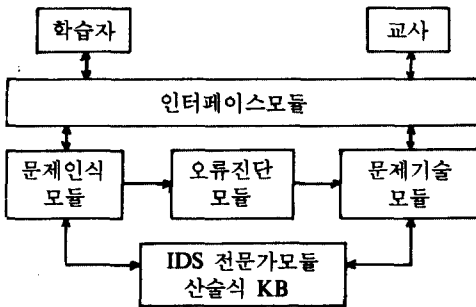 학습자
교사
인터페이스모듈
문제인식
모듈
오류진단
모듈
문제기술
모듈
IDS 전문가모듈
산술식 KB